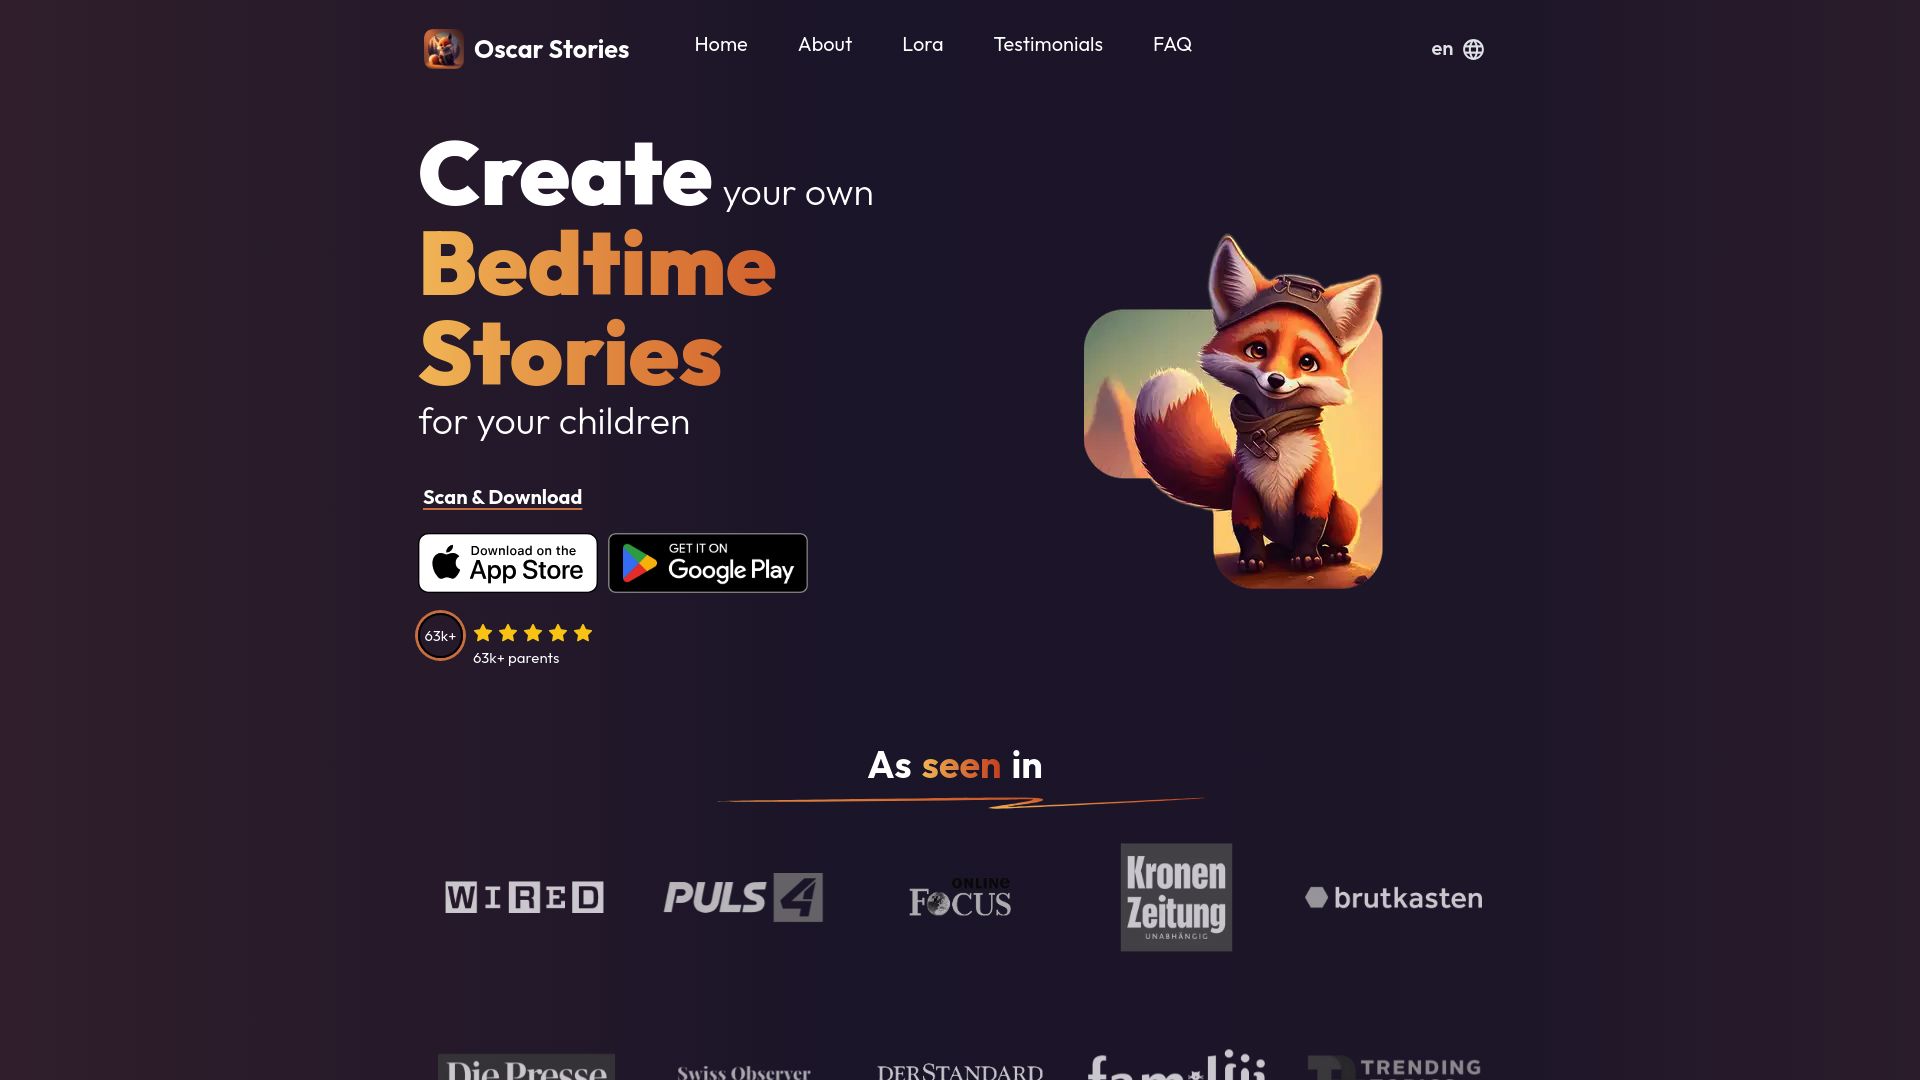 Oscar Stories
Home
About
Lora
Testimonials
FAQ
en
Create your own
Bedtime
Stories
for your children
Scan & Download
Download on the
App Store
GET IT ON
Google Play
63k+
63k+ parents
As seen in
WIRED
PULS 4
ONLINE
FOCUS
Kronen
Zeitung
UNABHÄNGIG
brutkasten
Die Presse
Swiss Observer
DERSTANDARD
familiii
TRENDING
TOPICS